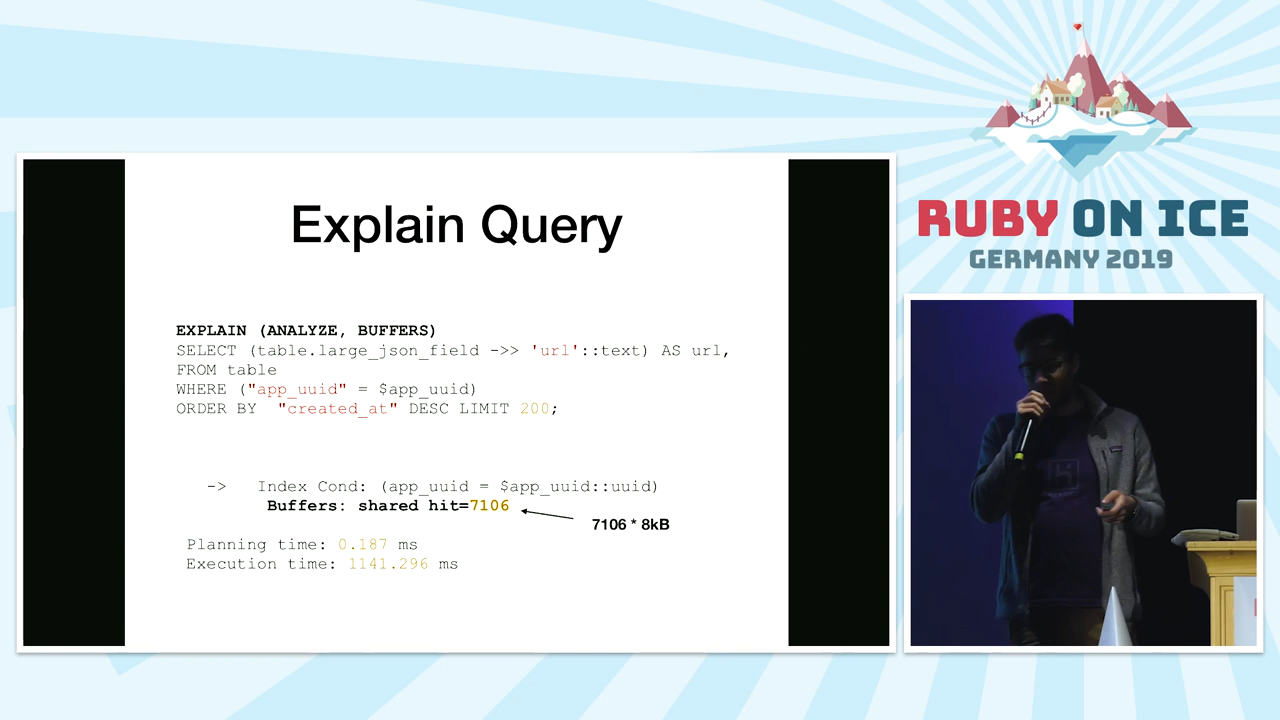 Explain Query
EXPLAIN (ANALYZE, BUFFERS)
SELECT (table.large_json_field ->> 'url'::text) AS url,
FROM table
WHERE ("app_uuid" = $app_uuid)
ORDER BY  "created_at" DESC LIMIT 200;
->   Index Cond: (app_uuid = $app_uuid::uuid)
Buffers: shared hit=7106
7106 * 8kB
Planning time: 0.187 ms
Execution time: 1141.296 ms
RUBY ON ICE
GERMANY 2019